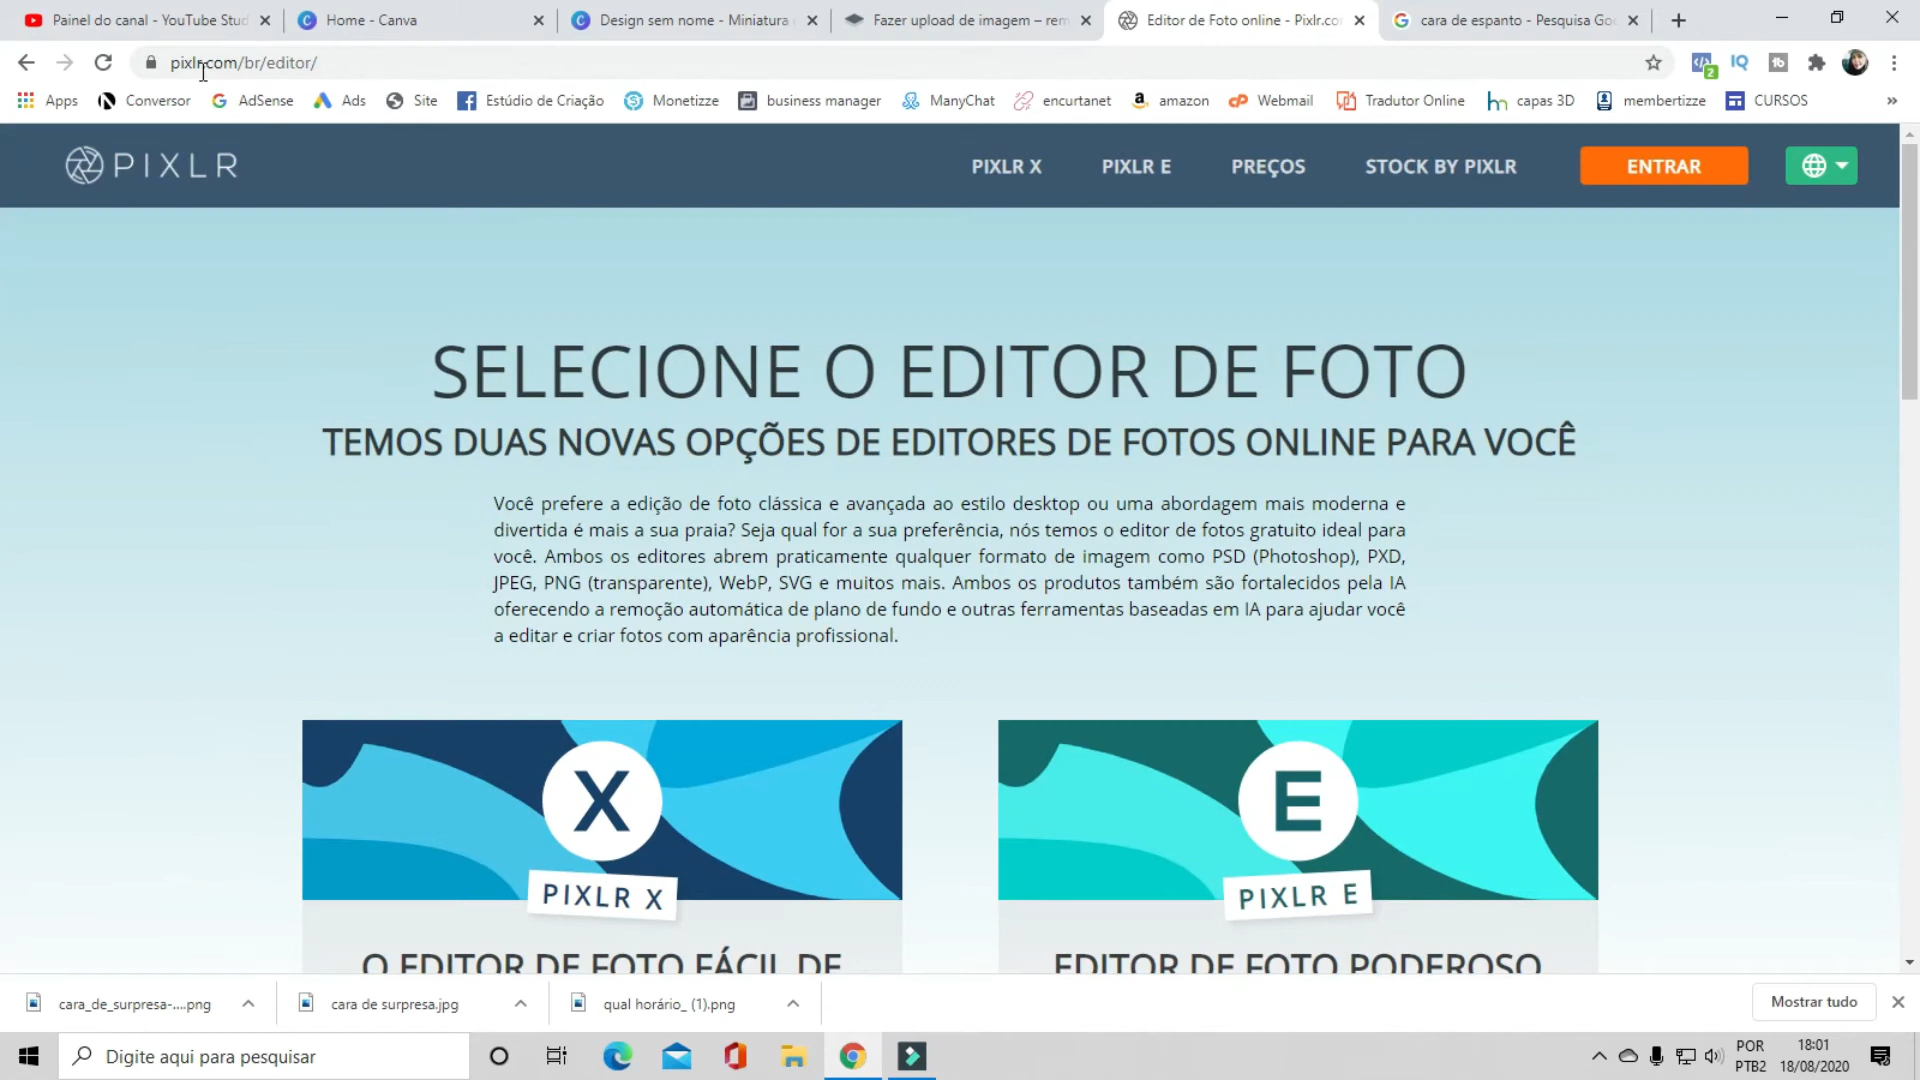 Painel do canal - YouTube Stud
Home - Canva
Design sem nome - Miniatura
Fazer upload de imagem – rem
Editor de Foto online - Pixlr.co
cara de espanto - Pesquisa Goo
pixlr.com/br/editor/
Apps
Conversor
AdSense
Ads
Site
Estúdio de Criação
Monetizze
business manager
ManyChat
encurtanet
amazon
Webmail
Tradutor Online
capas 3D
membertizze
CURSOS
PIXLR
PIXLR X
PIXLR E
PREÇOS
STOCK BY PIXLR
ENTRAR
SELECIONE O EDITOR DE FOTO
TEMOS DUAS NOVAS OPÇÕES DE EDITORES DE FOTOS ONLINE PARA VOCÊ
Você prefere a edição de foto clássica e avançada ao estilo desktop ou uma abordagem mais moderna e
divertida é mais a sua praia? Seja qual for a sua preferência, nós temos o editor de fotos gratuito ideal para
você. Ambos os editores abrem praticamente qualquer formato de imagem como PSD (Photoshop), PXD,
JPEG, PNG (transparente), WebP, SVG e muitos mais. Ambos os produtos também são fortalecidos pela IA
oferecendo a remoção automática de plano de fundo e outras ferramentas baseadas em IA para ajudar você
a editar e criar fotos com aparência profissional.
X
PIXLR X
O EDITOR DE FOTO FÁCIL DE
E
PIXLR E
EDITOR DE FOTO PODEROSO
cara_de_surpresa-....png
cara de surpresa.jpg
qual horário_ (1).png
Mostrar tudo
Digite aqui para pesquisar
POR
PTB2
18:01
18/08/2020